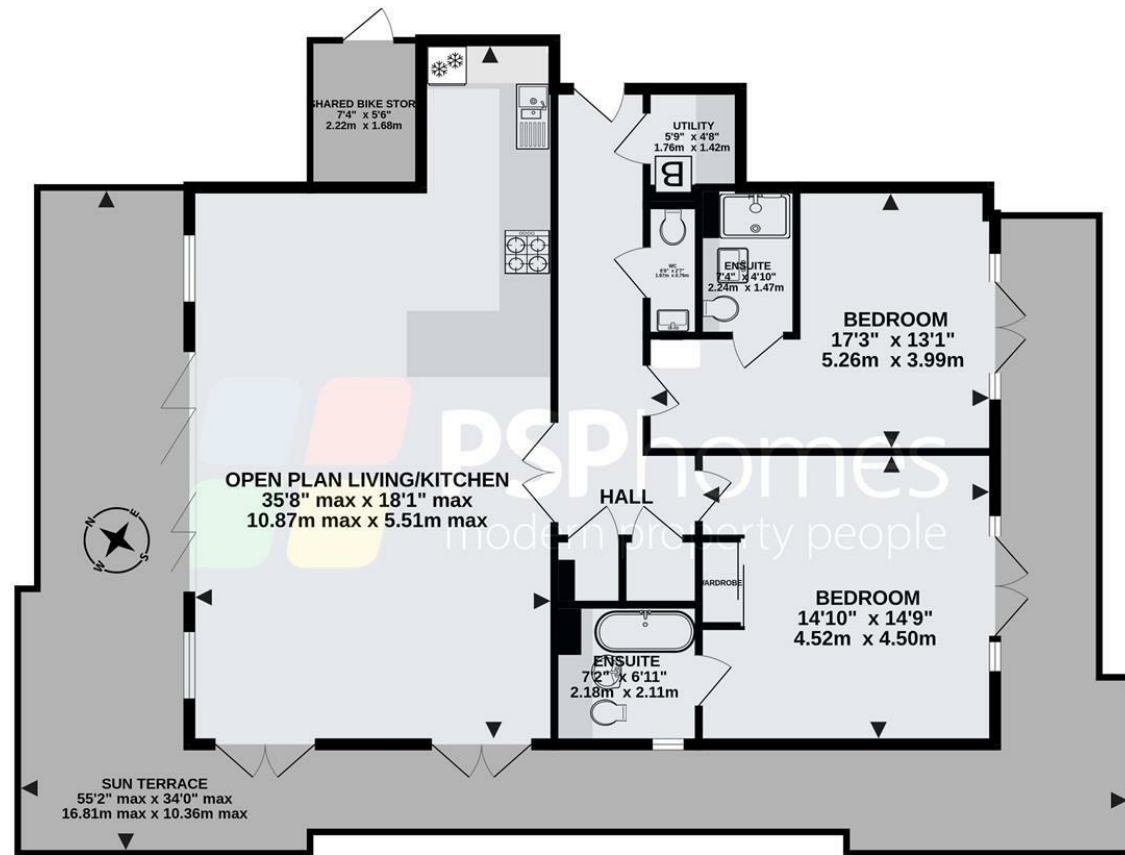 SHARED BIKE STOR
7'4" x 5'6"
2.22m x 1.68m
UTILITY
5'9" x 4'8"
1.76m x 1.42m
B
WC
ENSUITE
7'4" x 4'10"
2.24m x 1.47m
BEDROOM
17'3" x 13'1"
5.26m x 3.99m
PSPhomes
modern property people
OPEN PLAN LIVING/KITCHEN
35'8" max x 18'1" max
10.87m max x 5.51m max
HALL
N
E
S
W
WARDROBE
BEDROOM
14'10" x 14'9"
4.52m x 4.50m
ENSUITE
7'2" x 6'11"
2.18m x 2.11m
SUN TERRACE
55'2" max x 34'0" max
16.81m max x 10.36m max